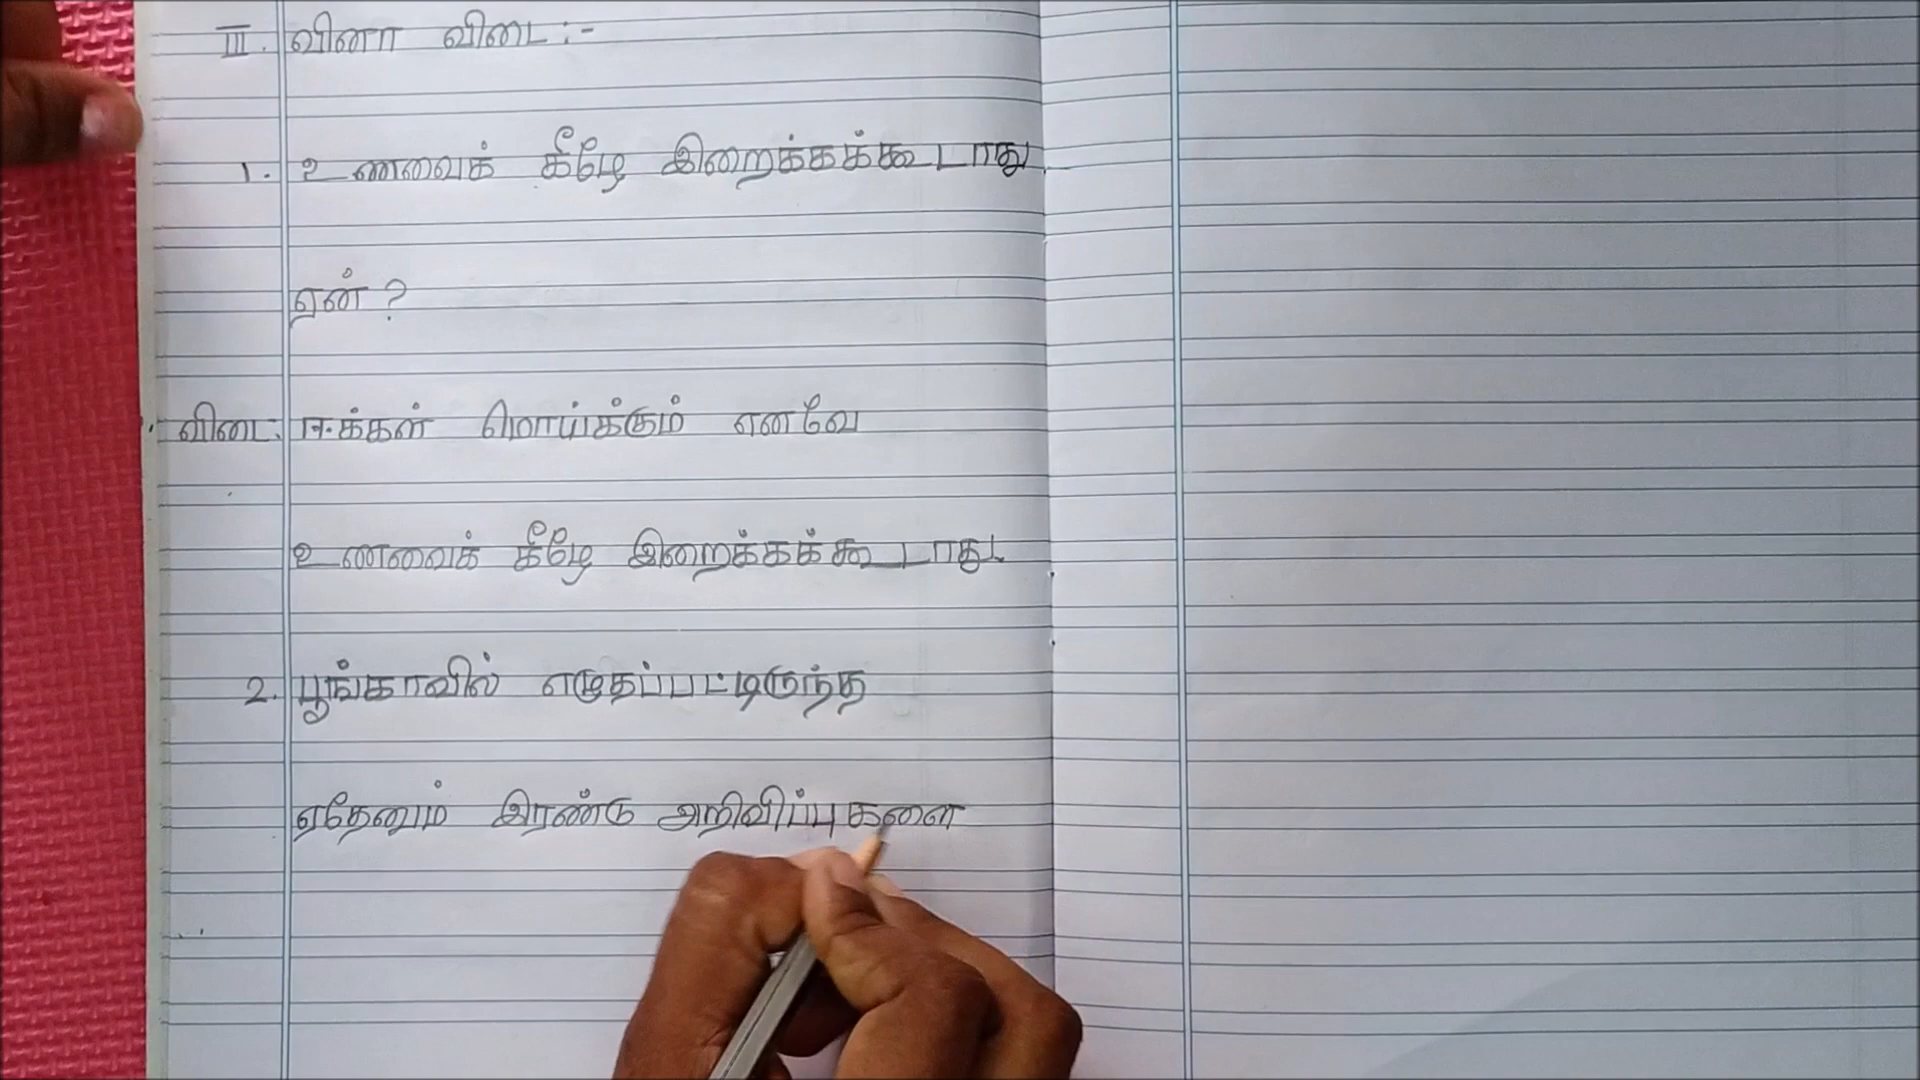 III. வினா விடை :-
1. உணவைக் கீழே இறைக்கக்கூடாது
ஏன் ?
விடை: ஈக்கள் மொய்க்கும் எனவே
உணவைக் கீழே இறைக்கக்கூடாது.
2. பூங்காவில் எழுதப்பட்டிருந்த
ஏதேனும் இரண்டு அறிவிப்புகளை